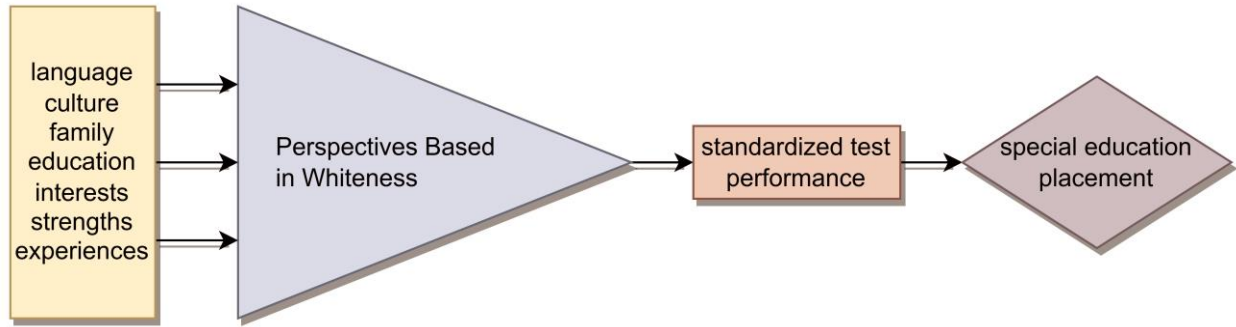 language
culture
family
education
interests
strengths
experiences
Perspectives Based
in Whiteness
standardized test
performance
special education
placement